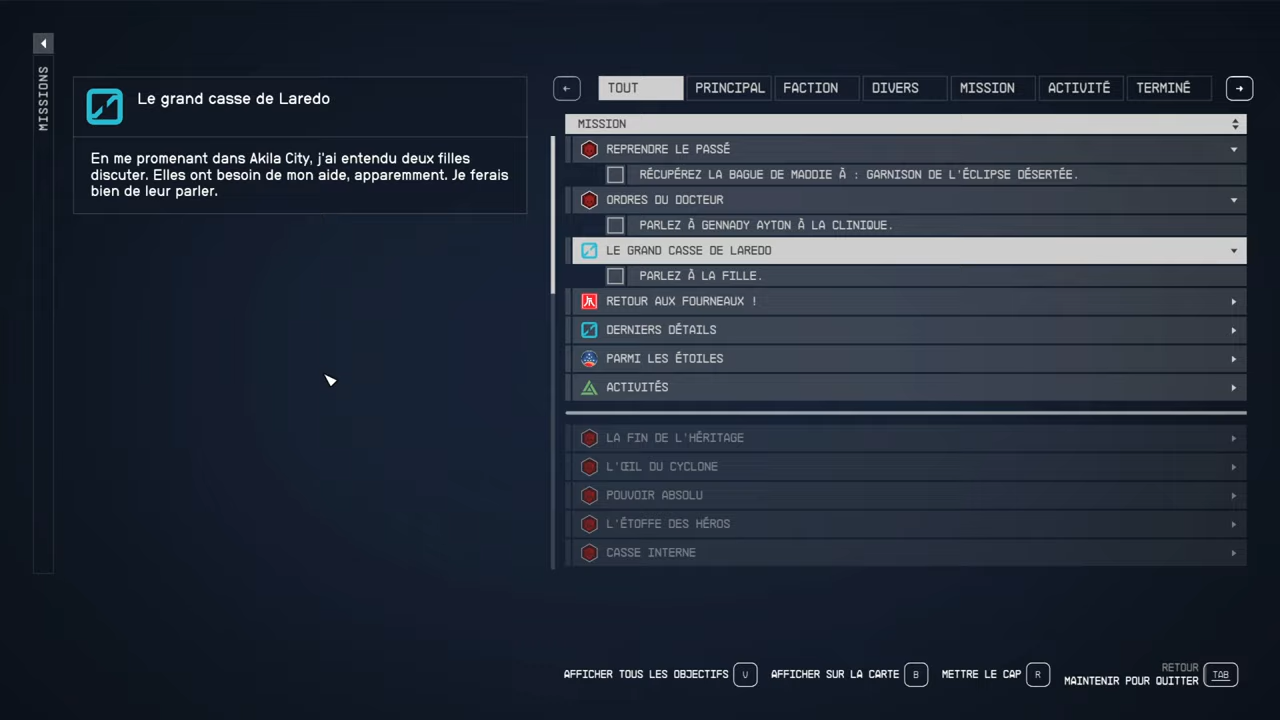 MISSIONS
Le grand casse de Laredo
En me promenant dans Akila City, j'ai entendu deux filles
discuter. Elles ont besoin de mon aide, apparemment. Je ferais
bien de leur parler.
TOUT
PRINCIPAL
FACTION
DIVERS
MISSION
ACTIVITÉ
TERMINÉ
MISSION
REPRENDRE LE PASSÉ
RÉCUPÉREZ LA BAGUE DE MADDIE À : GARNISON DE L'ÉCLIPSE DÉSERTÉE.
ORDRES DU DOCTEUR
PARLEZ À GENNADY AYTON À LA CLINIQUE.
LE GRAND CASSE DE LAREDO
PARLEZ À LA FILLE.
RETOUR AUX FOURNEAUX !
DERNIERS DÉTAILS
PARMI LES ÉTOILES
ACTIVITÉS
LA FIN DE L'HÉRITAGE
L'ŒIL DU CYCLONE
POUVOIR ABSOLU
L'ÉTOFFE DES HÉROS
CASSE INTERNE
AFFICHER TOUS LES OBJECTIFS V
AFFICHER SUR LA CARTE B
METTRE LE CAP R
RETOUR
MAINTENIR POUR QUITTER TAB